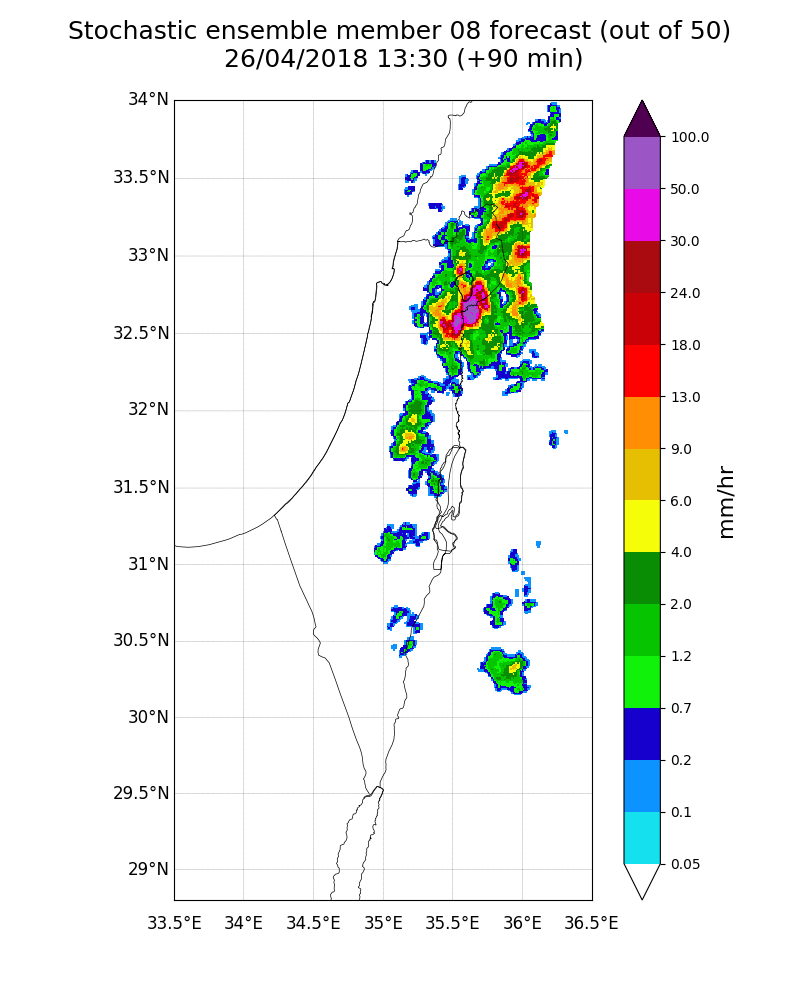 Stochastic ensemble member 08 forecast (out of 50)
26/04/2018 13:30 (+90 min)
34°N
33.5°N
33°N
32.5°N
32°N
31.5°N
31°N
30.5°N
30°N
29.5°N
29°N
33.5°E
34°E
34.5°E
35°E
35.5°E
36°E
36.5°E
100.0
50.0
30.0
24.0
18.0
13.0
9.0
6.0
4.0
2.0
1.2
0.7
0.2
0.1
0.05
mm/hr